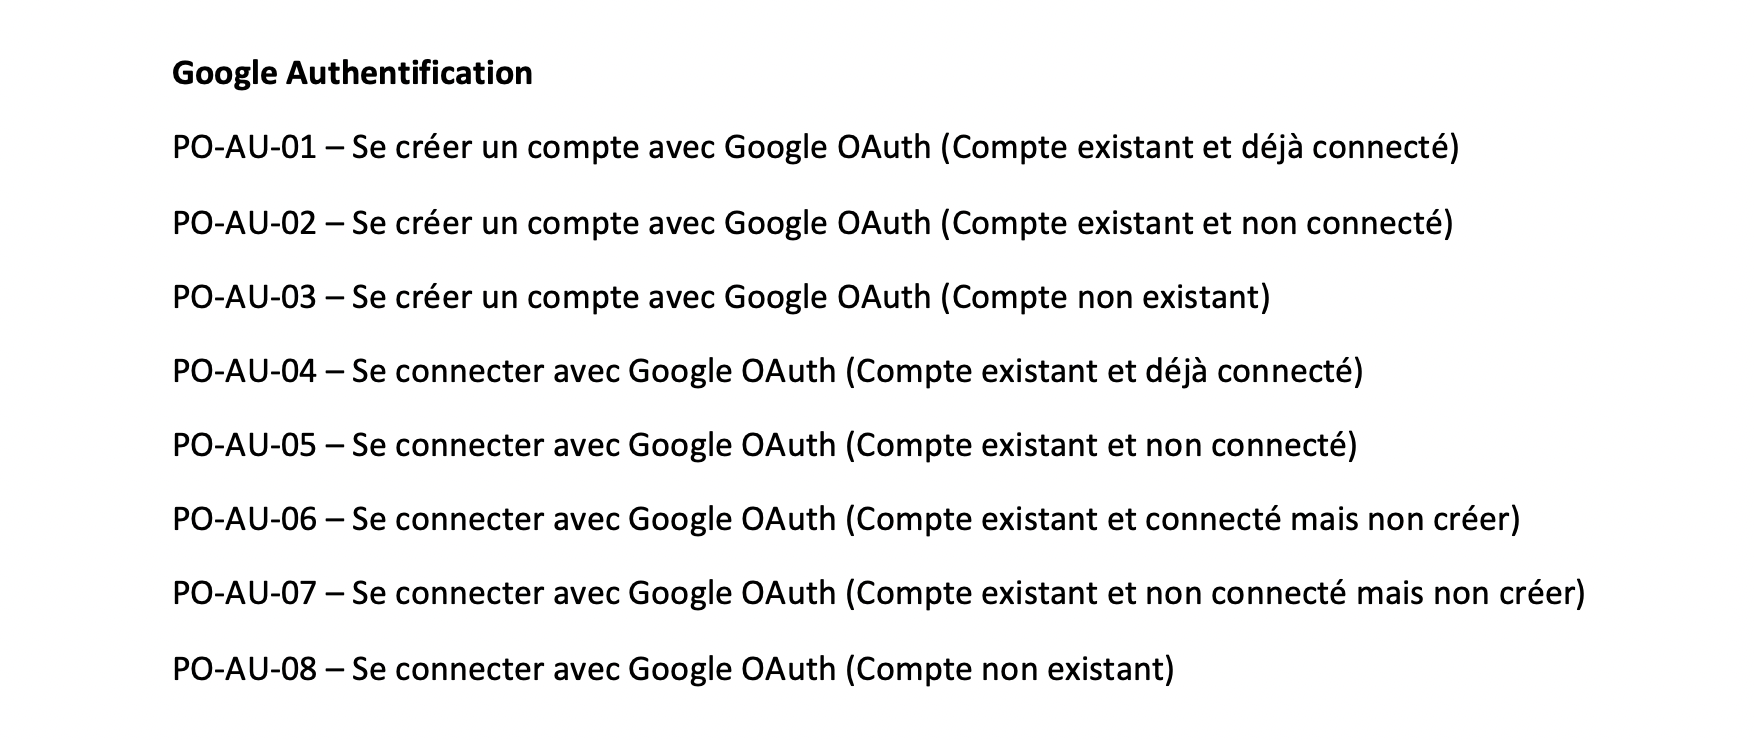 Google Authentification
PO-AU-01 – Se créer un compte avec Google OAuth (Compte existant et déjà connecté)
PO-AU-02 – Se créer un compte avec Google OAuth (Compte existant et non connecté)
PO-AU-03 – Se créer un compte avec Google OAuth (Compte non existant)
PO-AU-04 – Se connecter avec Google OAuth (Compte existant et déjà connecté)
PO-AU-05 – Se connecter avec Google OAuth (Compte existant et non connecté)
PO-AU-06 – Se connecter avec Google OAuth (Compte existant et connecté mais non créer)
PO-AU-07 – Se connecter avec Google OAuth (Compte existant et non connecté mais non créer)
PO-AU-08 – Se connecter avec Google OAuth (Compte non existant)